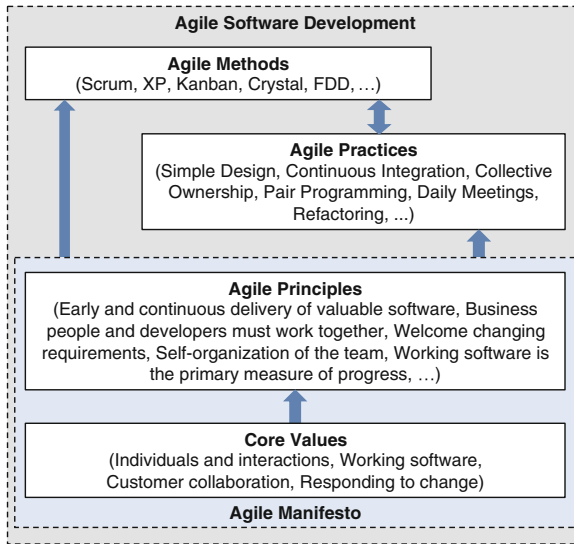 Agile Software Development
Agile Methods
(Scrum, XP, Kanban, Crystal, FDD, …)
Agile Practices
(Simple Design, Continuous Integration, Collective
Ownership, Pair Programming, Daily Meetings,
Refactoring, ...)
Agile Principles
(Early and continuous delivery of valuable software, Business
people and developers must work together, Welcome changing
requirements, Self-organization of the team, Working software is
the primary measure of progress, …)
Core Values
(Individuals and interactions, Working software,
Customer collaboration, Responding to change)
Agile Manifesto